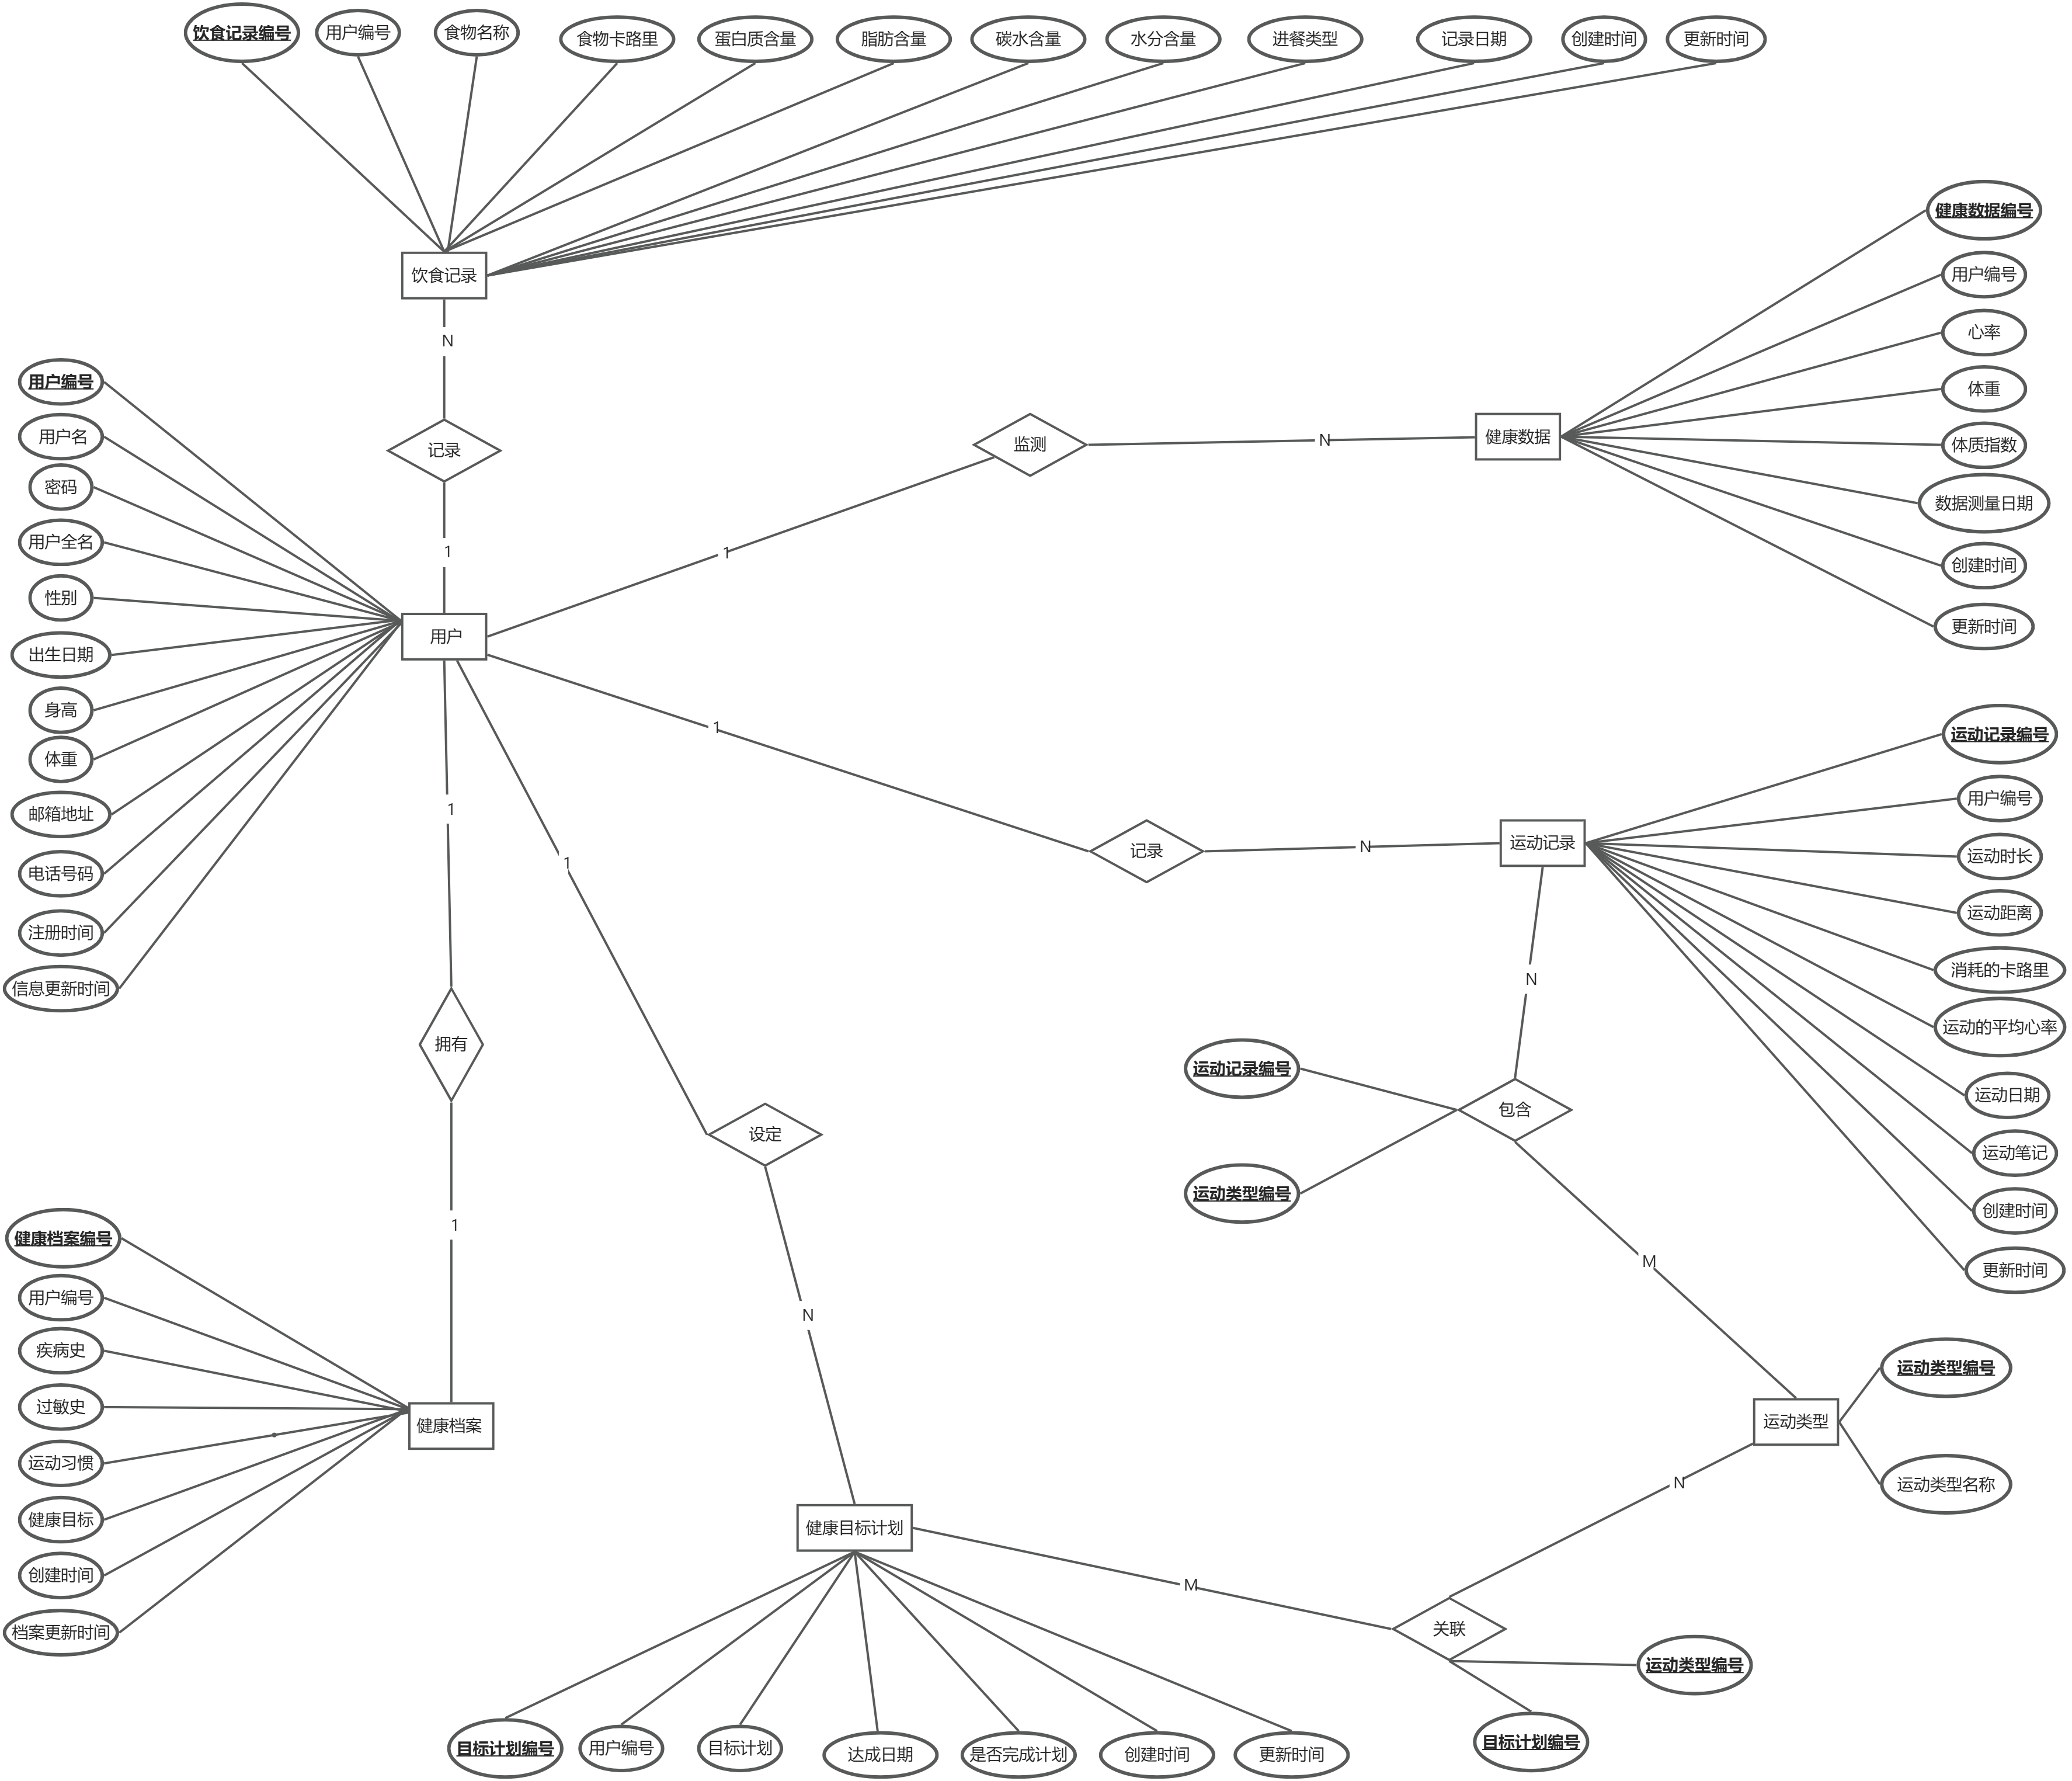 饮食记录编号
用户编号
食物名称
食物卡路里
蛋白质含量
脂肪含量
碳水含量
水分含量
进餐类型
记录日期
创建时间
更新时间
饮食记录
N
记录
1
用户编号
用户名
密码
用户全名
性别
出生日期
身高
体重
邮箱地址
电话号码
注册时间
信息更新时间
用户
1
监测
N
健康数据
健康数据编号
用户编号
心率
体重
体质指数
数据测量日期
创建时间
更新时间
1
记录
N
运动记录
运动记录编号
用户编号
运动时长
运动距离
消耗的卡路里
运动的平均心率
运动日期
运动笔记
创建时间
更新时间
N
运动记录编号
包含
运动类型编号
M
运动类型
运动类型编号
运动类型名称
1
拥有
1
健康档案编号
用户编号
疾病史
过敏史
运动习惯
健康目标
创建时间
档案更新时间
健康档案
1
设定
N
健康目标计划
M
N
关联
运动类型编号
目标计划编号
目标计划编号
用户编号
目标计划
达成日期
是否完成计划
创建时间
更新时间